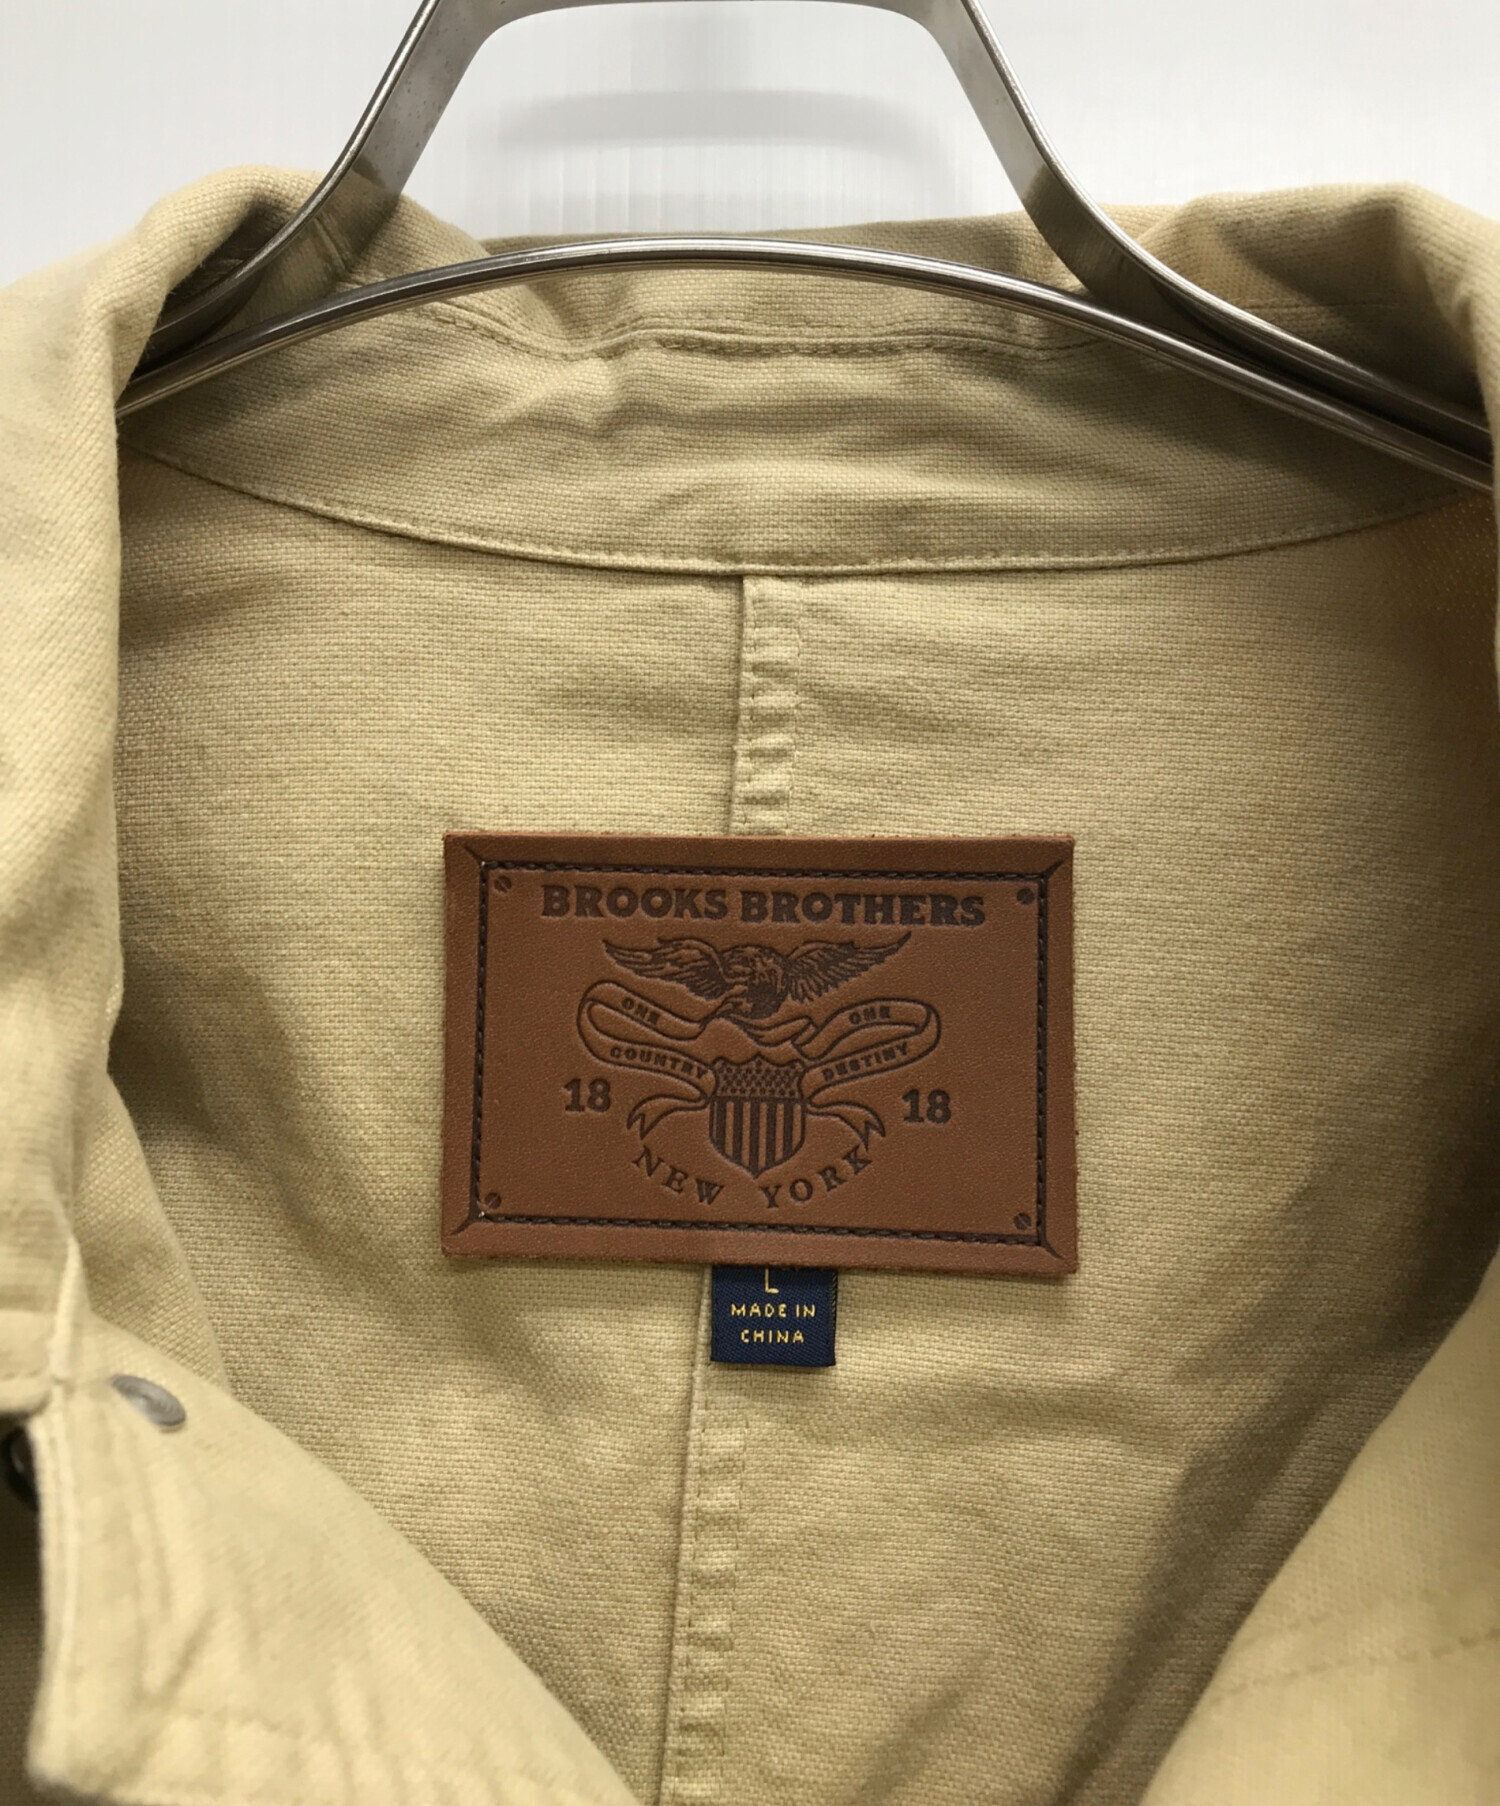 BROOKS BROTHERS
ONE ONE
COUNTRY DESTINY
18 18
NEW YORK
L
MADE IN
CHINA